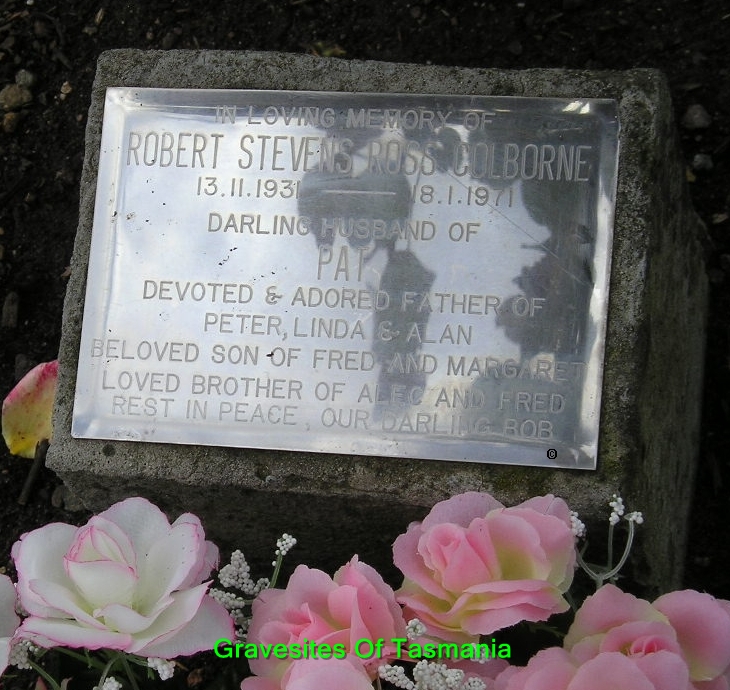 IN LOVING MEMORY OF
ROBERT STEVENS ROSS COLBORNE
13.11.1931 — 18.1.1971
DARLING HUSBAND OF
PAT
DEVOTED & ADORED FATHER OF
PETER, LINDA & ALAN
BELOVED SON OF FRED AND MARGARET
LOVED BROTHER OF ALEC AND FRED
REST IN PEACE, OUR DARLING BOB
©
Gravesites Of Tasmania